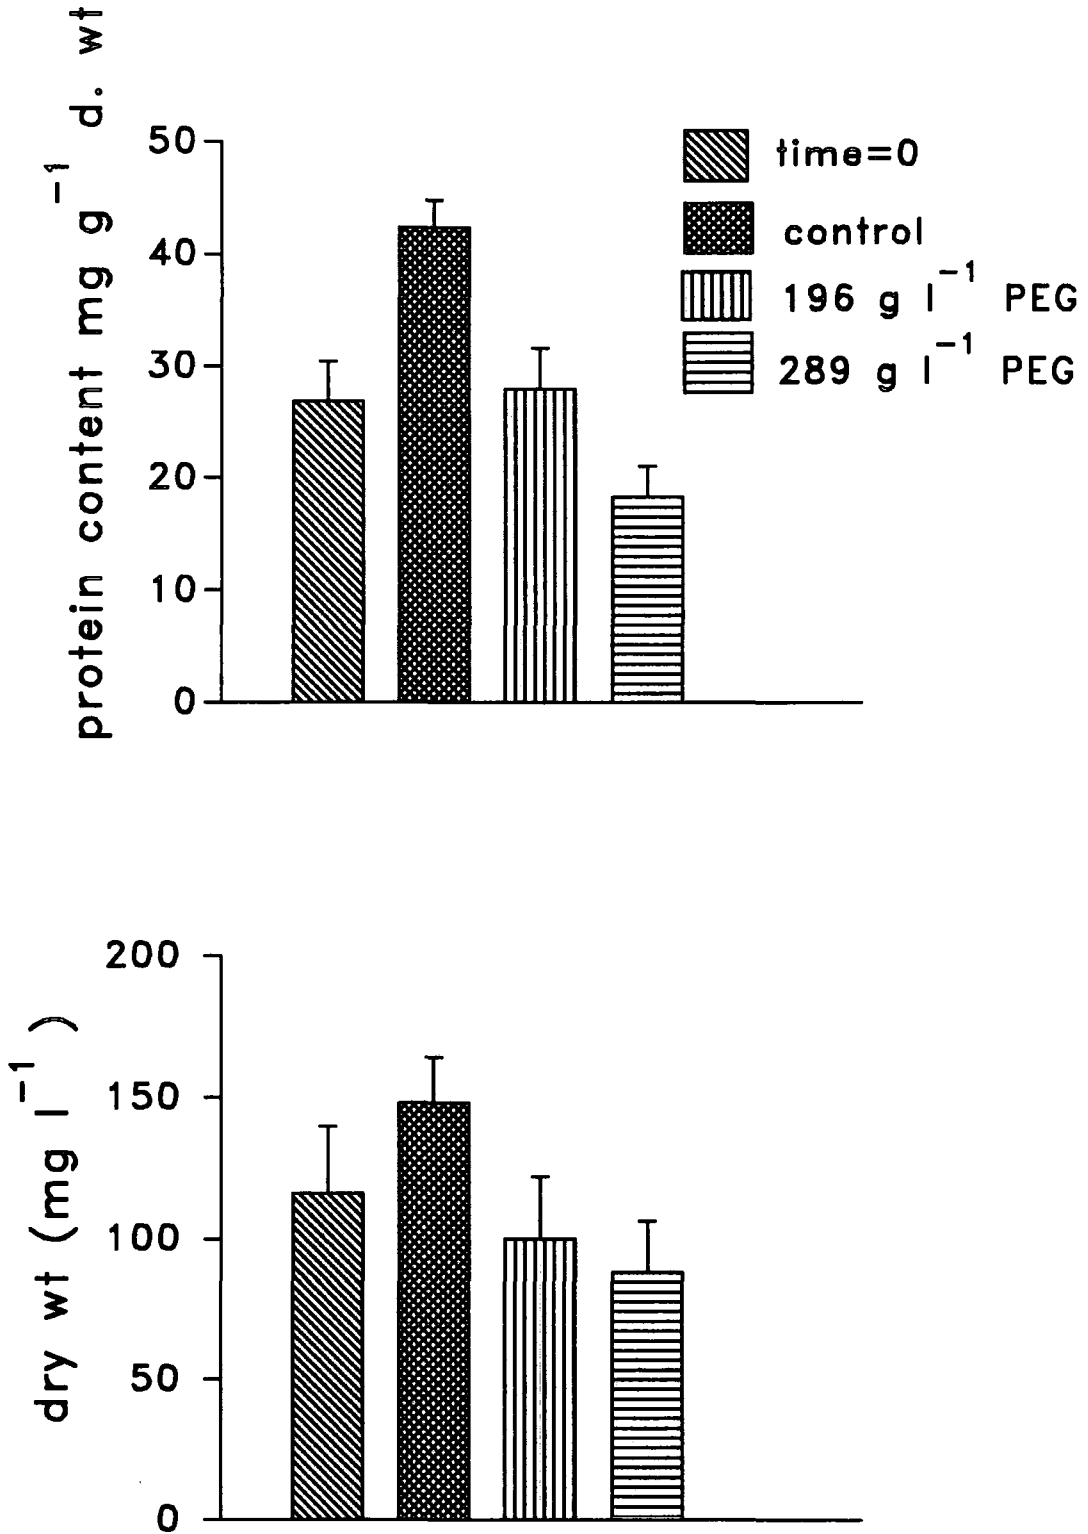 protein content mg g⁻¹ d. wt
50
40
30
20
10
0
time=0
control
196 g l⁻¹ PEG
289 g l⁻¹ PEG
dry wt (mg l⁻¹)
200
150
100
50
0